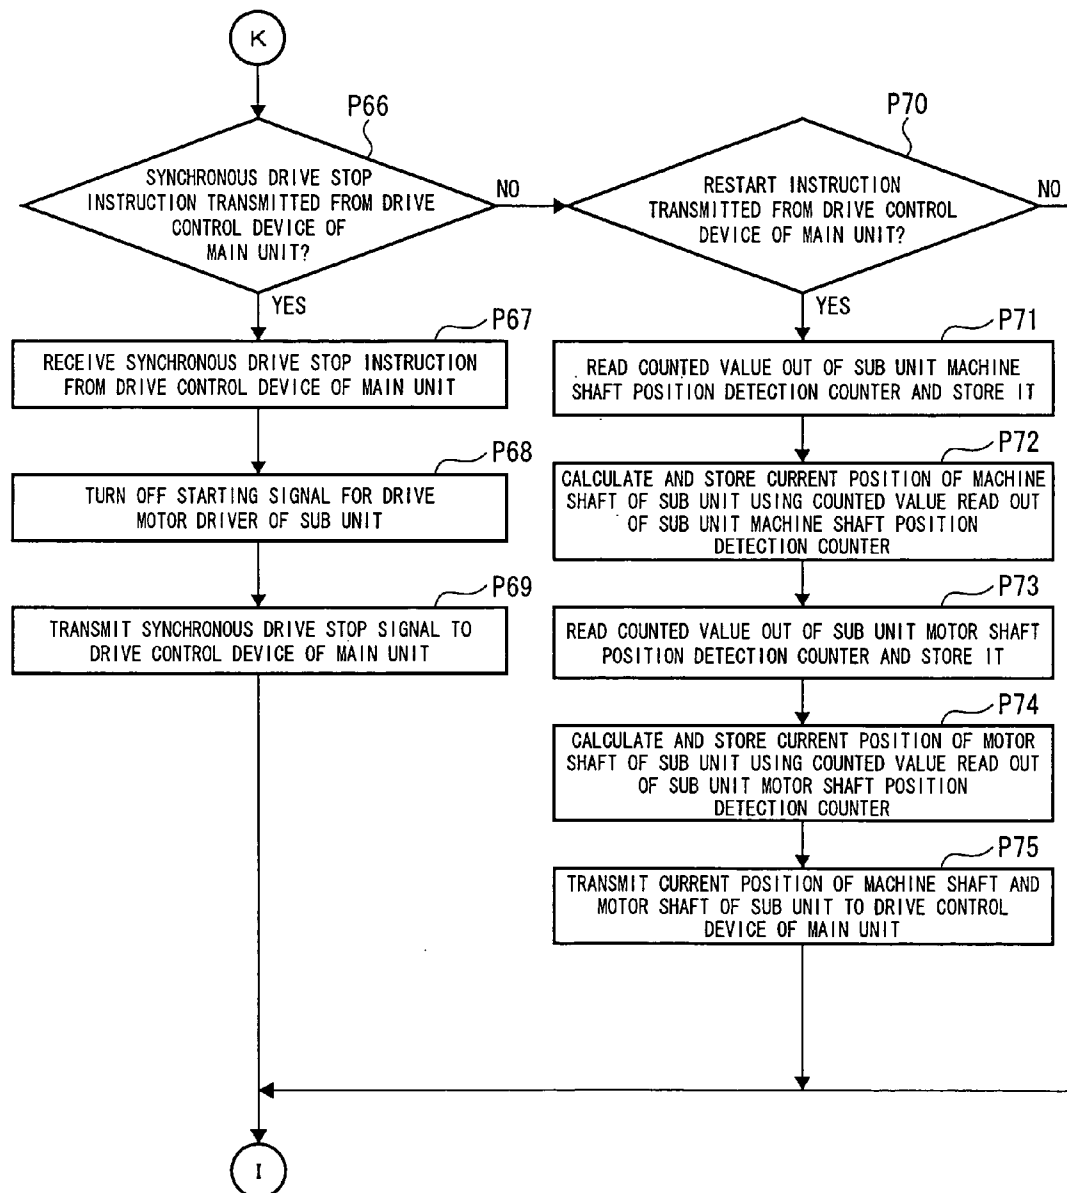 K
P66
SYNCHRONOUS DRIVE STOP
INSTRUCTION TRANSMITTED FROM DRIVE
CONTROL DEVICE OF
MAIN UNIT?
NO
YES
P67
RECEIVE SYNCHRONOUS DRIVE STOP INSTRUCTION
FROM DRIVE CONTROL DEVICE OF MAIN UNIT
P68
TURN OFF STARTING SIGNAL FOR DRIVE
MOTOR DRIVER OF SUB UNIT
P69
TRANSMIT SYNCHRONOUS DRIVE STOP SIGNAL TO
DRIVE CONTROL DEVICE OF MAIN UNIT
P70
RESTART INSTRUCTION
TRANSMITTED FROM DRIVE CONTROL
DEVICE OF MAIN UNIT?
NO
YES
P71
READ COUNTED VALUE OUT OF SUB UNIT MACHINE
SHAFT POSITION DETECTION COUNTER AND STORE IT
P72
CALCULATE AND STORE CURRENT POSITION OF MACHINE
SHAFT OF SUB UNIT USING COUNTED VALUE READ OUT
OF SUB UNIT MACHINE SHAFT POSITION
DETECTION COUNTER
P73
READ COUNTED VALUE OUT OF SUB UNIT MOTOR SHAFT
POSITION DETECTION COUNTER AND STORE IT
P74
CALCULATE AND STORE CURRENT POSITION OF MOTOR
SHAFT OF SUB UNIT USING COUNTED VALUE READ OUT
OF SUB UNIT MOTOR SHAFT POSITION
DETECTION COUNTER
P75
TRANSMIT CURRENT POSITION OF MACHINE SHAFT AND
MOTOR SHAFT OF SUB UNIT TO DRIVE CONTROL
DEVICE OF MAIN UNIT
I